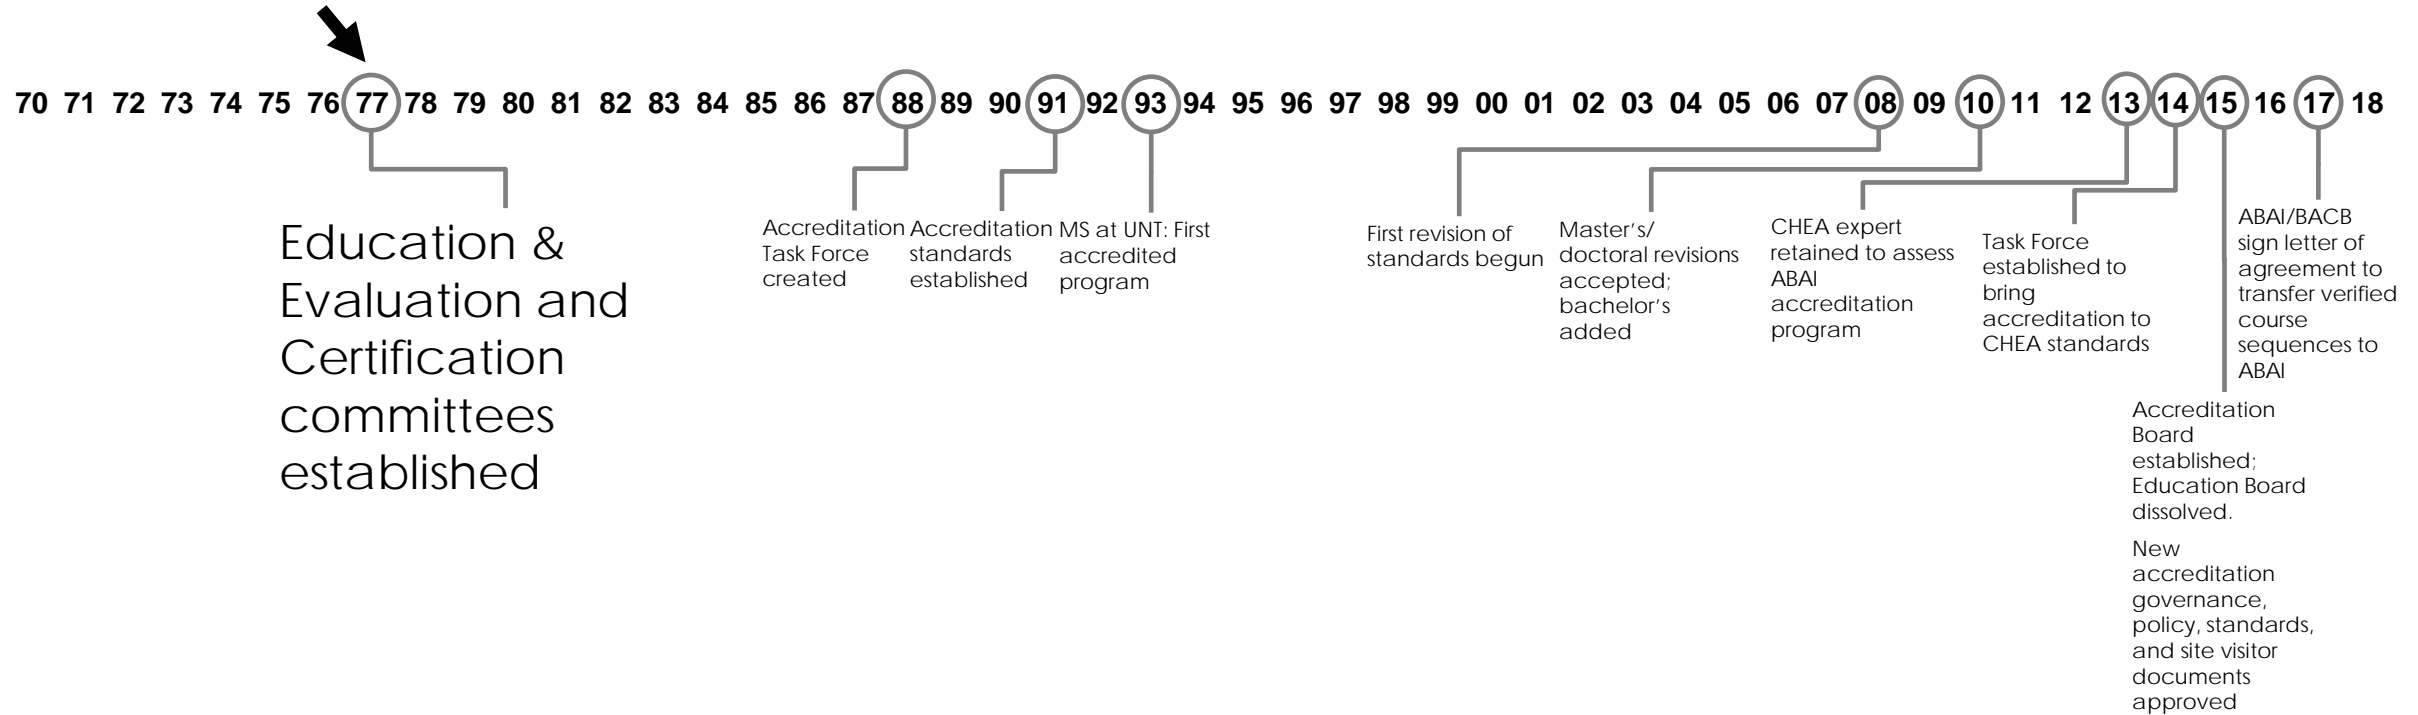 70 71 72 73 74 75 76 77 78 79 80 81 82 83 84 85 86 87 88 89 90 91 92 93 94 95 96 97 98 99 00 01 02 03 04 05 06 07 08 09 10 11 12 13 14 15 16 17 18
Education &
Evaluation and
Certification
committees
established
Accreditation
Task Force
created
Accreditation
standards
established
MS at UNT: First
accredited
program
First revision of
standards begun
Master's/
doctoral revisions
accepted;
bachelor's
added
CHEA expert
retained to assess
ABAI
accreditation
program
Task Force
established to
bring
accreditation to
CHEA standards
Accreditation
Board
established;
Education Board
dissolved.
New
accreditation
governance,
policy, standards,
and site visitor
documents
approved
ABAI/BACB
sign letter of
agreement to
transfer verified
course
sequences to
ABAI